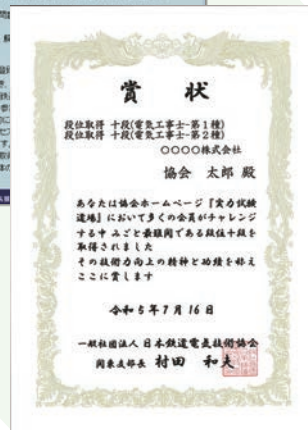 賞状
段位取得 十段(電気工事士-第1種)
段位取得 十段(電気工事士-第2種)
○○○○株式会社
協会 太郎 殿
あなたは協会ホームページ『実力試験
道場』において多くの会員がチャレンジ
する中 みごと最難関である段位十段を
取得されました
その技術力向上の精神と功績を称え
ここに賞します
令和5年7月16日
一般社団法人 日本鉄道電気技術協会
関東支部長 村田 和夫